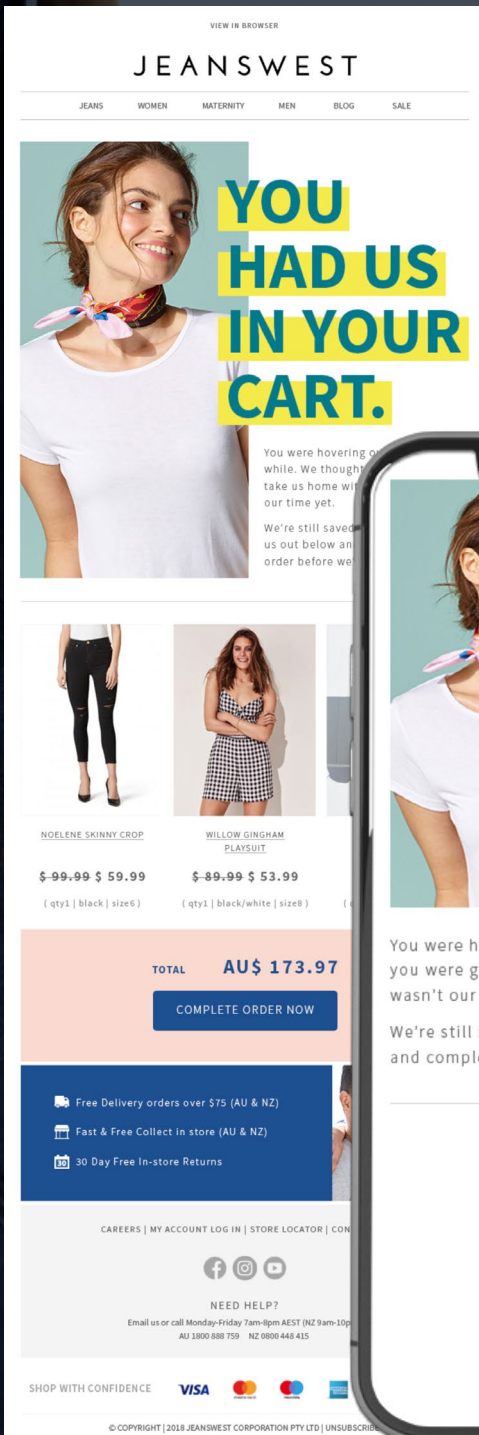 VIEW IN BROWSER
JEANSWEST
JEANS WOMEN MATERNITY MEN BLOG SALE
YOU
HAD US
IN YOUR
CART.
You were hovering
while. We thought
take us home
our time yet.
We're still saved
us out below
order before
NOELENE SKINNY CROP
$ 99.99 $ 59.99
( qty1 | black | size6 )
WILLOW GINGHAM
PLAYSUIT
$ 89.99 $ 53.99
( qty1 | black/white | size8 )
TOTAL AU$ 173.97
COMPLETE ORDER NOW
Free Delivery orders over $75 (AU & NZ)
Fast & Free Collect in store (AU & NZ)
30 30 Day Free In-store Returns
CAREERS | MY ACCOUNT LOG IN | STORE LOCATOR |
NEED HELP?
Email us or call Monday-Friday 7am-8pm AEST (NZ 9am-10p
AU 1800 888 759 NZ 0800 448 415
SHOP WITH CONFIDENCE VISA
© COPYRIGHT | 2018 JEANSWEST CORPORATION PTY LTD | UNSUBSCRIBE
You were
you were
wasn't our
We're still
and